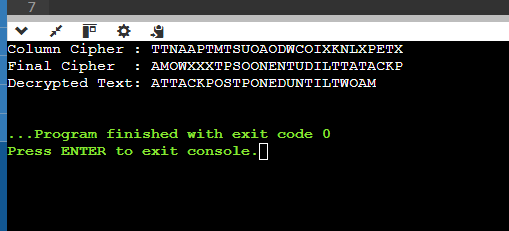 7
Column Cipher : TTNAAPTMTSUOAODWCOIXKNLXPETX
Final Cipher  : AMOWXXXTPSOONENTUDILTTATACKP
Decrypted Text: ATTACKPOSTPONEDUNTILTWOAM
...Program finished with exit code 0
Press ENTER to exit console.